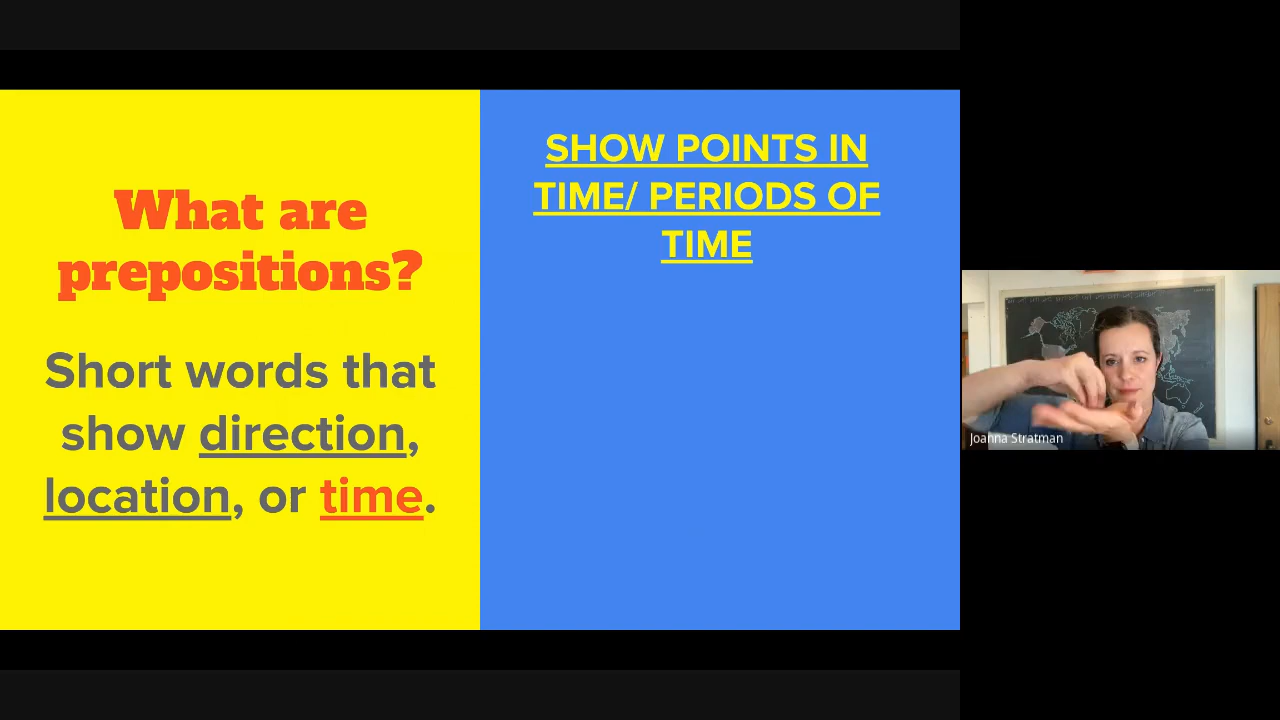 What are
prepositions?
Short words that
show direction,
location, or time.
SHOW POINTS IN
TIME/ PERIODS OF
TIME
Joanna Stratman